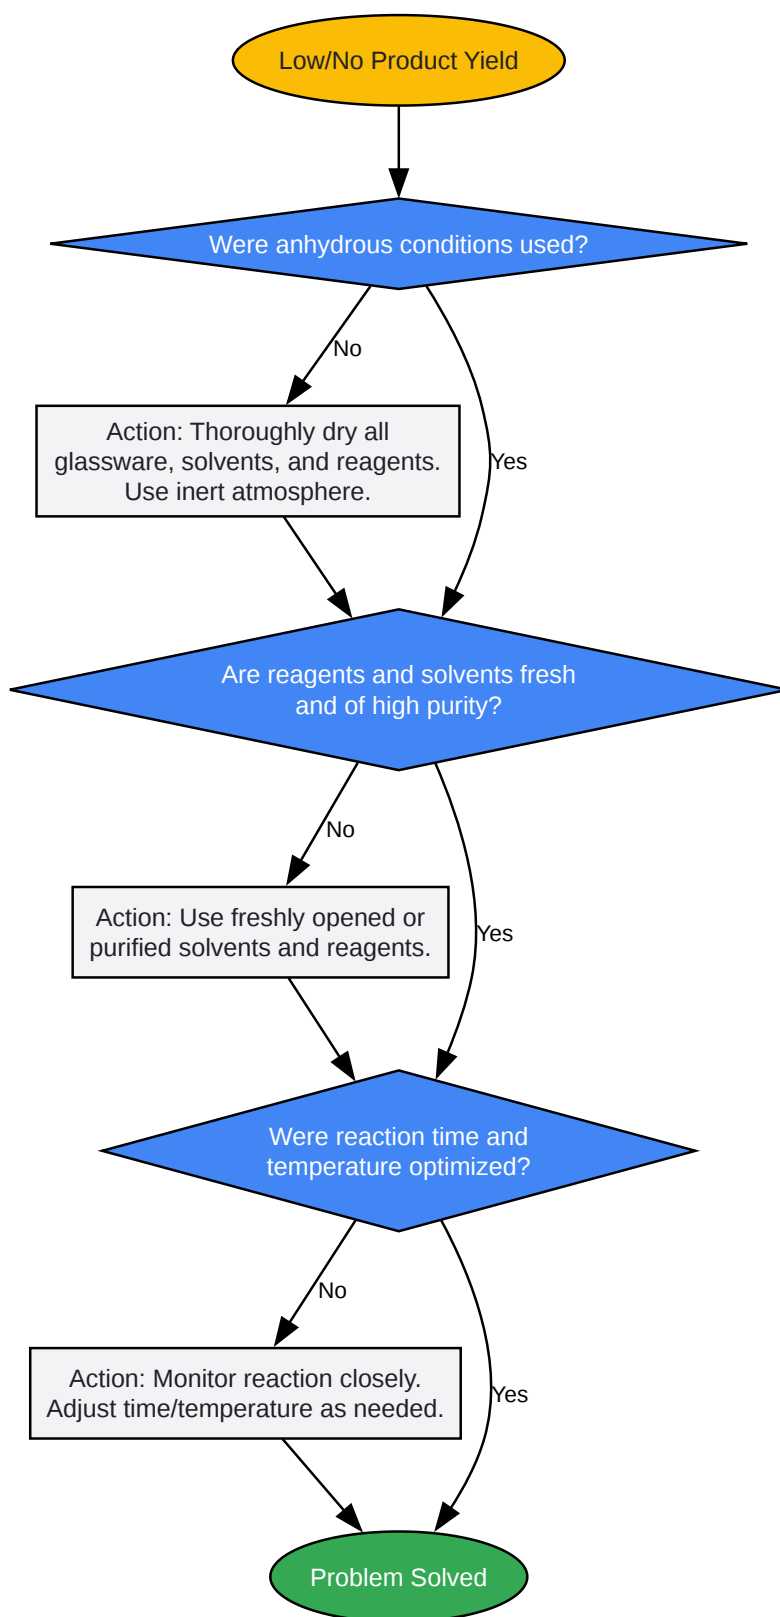 Low/No Product Yield
Were anhydrous conditions used?
No
Action: Thoroughly dry all
glassware, solvents, and reagents.
Use inert atmosphere.
Yes
Are reagents and solvents fresh
and of high purity?
No
Action: Use freshly opened or
purified solvents and reagents.
Yes
Were reaction time and
temperature optimized?
No
Action: Monitor reaction closely.
Adjust time/temperature as needed.
Yes
Problem Solved